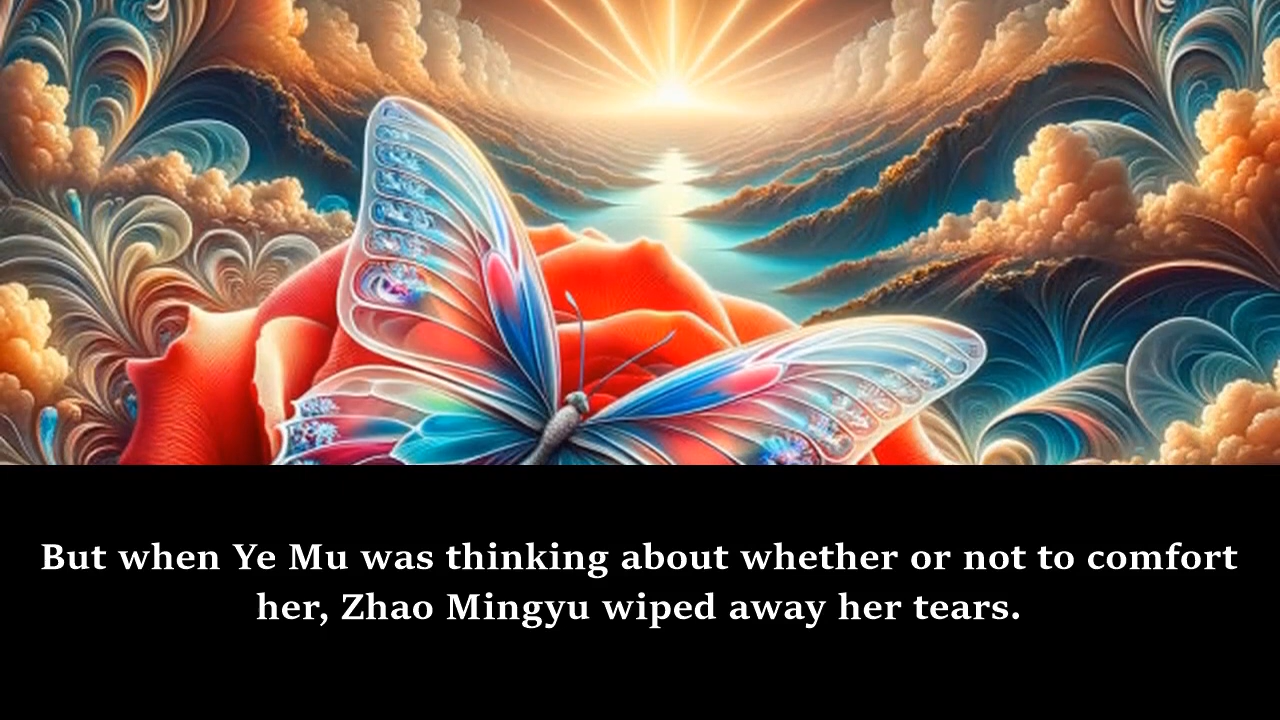 But when Ye Mu was thinking about whether or not to comfort
her, Zhao Mingyu wiped away her tears.